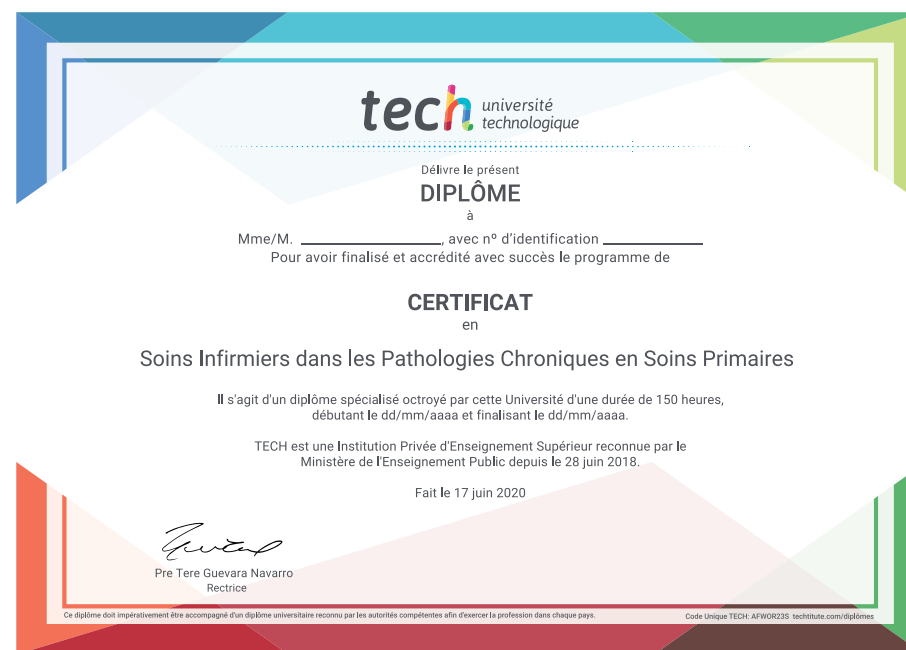 tech université
technologique
Délivre le présent
DIPLÔME
à
Mme/M. ____________________, avec nº d'identification ______________
Pour avoir finalisé et accrédité avec succès le programme de
CERTIFICAT
en
Soins Infirmiers dans les Pathologies Chroniques en Soins Primaires
Il s'agit d'un diplôme spécialisé octroyé par cette Université d'une durée de 150 heures,
débutant le dd/mm/aaaa et finalisant le dd/mm/aaaa.
TECH est une Institution Privée d'Enseignement Supérieur reconnue par le
Ministère de l'Enseignement Public depuis le 28 juin 2018.
Fait le 17 juin 2020
Pre Tere Guevara Navarro
Rectrice
Ce diplôme doit impérativement être accompagné d'un diplôme universitaire reconnu par les autorités compétentes afin d'exercer la profession dans chaque pays.
Code Unique TECH: AFWOR23S techtitute.com/diplômes